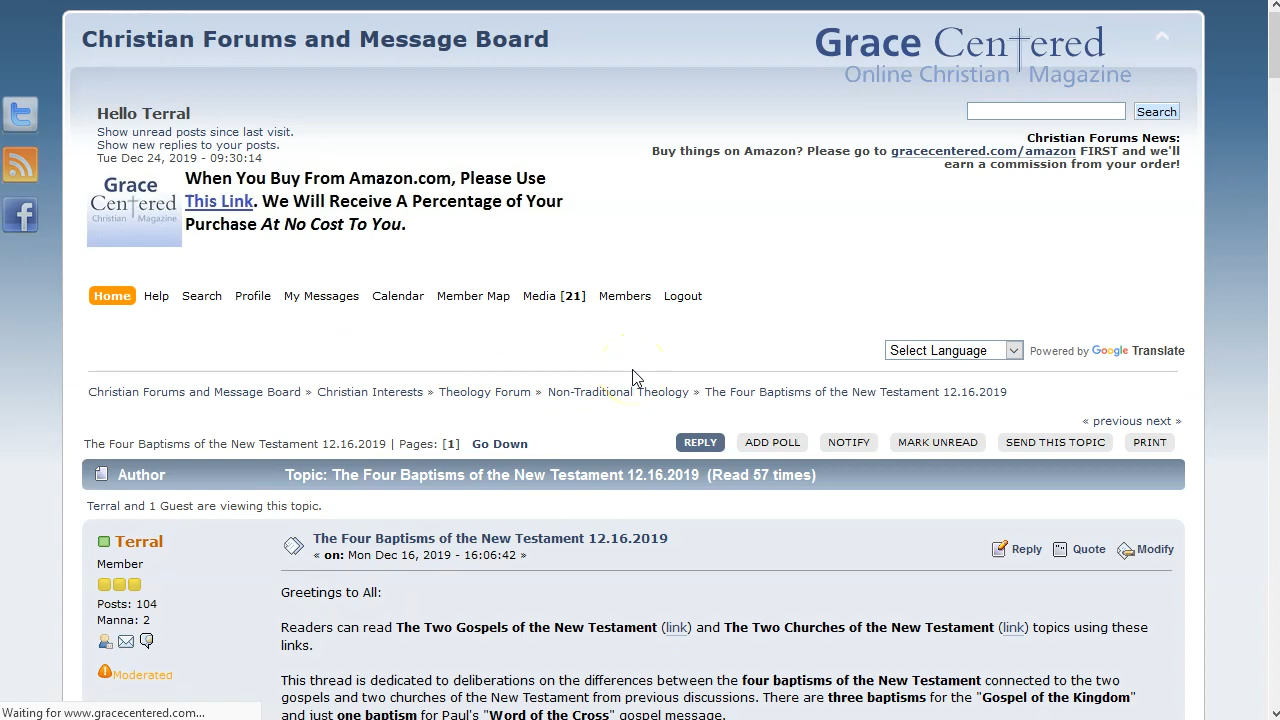 Christian Forums and Message Board
Grace Centered
Online Christian Magazine
Hello Terral
Show unread posts since last visit.
Show new replies to your posts.
Tue Dec 24, 2019 - 09:30:14
Search
Christian Forums News:
Buy things on Amazon? Please go to gracecentered.com/amazon FIRST and we'll
earn a commission from your order!
Grace
Centered
Christian Magazine
When You Buy From Amazon.com, Please Use
This Link. We Will Receive A Percentage of Your
Purchase At No Cost To You.
Home Help Search Profile My Messages Calendar Member Map Media [21] Members Logout
Select Language Powered by Google Translate
Christian Forums and Message Board » Christian Interests » Theology Forum » Non-Traditional Theology » The Four Baptisms of the New Testament 12.16.2019
« previous next »
The Four Baptisms of the New Testament 12.16.2019 | Pages: [1] Go Down
REPLY ADD POLL NOTIFY MARK UNREAD SEND THIS TOPIC PRINT
Author Topic: The Four Baptisms of the New Testament 12.16.2019 (Read 57 times)
Terral and 1 Guest are viewing this topic.
Terral
Member
Posts: 104
Manna: 2
Moderated
The Four Baptisms of the New Testament 12.16.2019
« on: Mon Dec 16, 2019 - 16:06:42 »
Reply Quote Modify
Greetings to All:
Readers can read The Two Gospels of the New Testament (link) and The Two Churches of the New Testament (link) topics using these
links.
This thread is dedicated to deliberations on the differences between the four baptisms of the New Testament connected to the two
gospels and two churches of the New Testament from previous discussions. There are three baptisms for the "Gospel of the Kingdom"
and just one baptism for Paul's "Word of the Cross" gospel message.
Waiting for www.gracecentered.com...